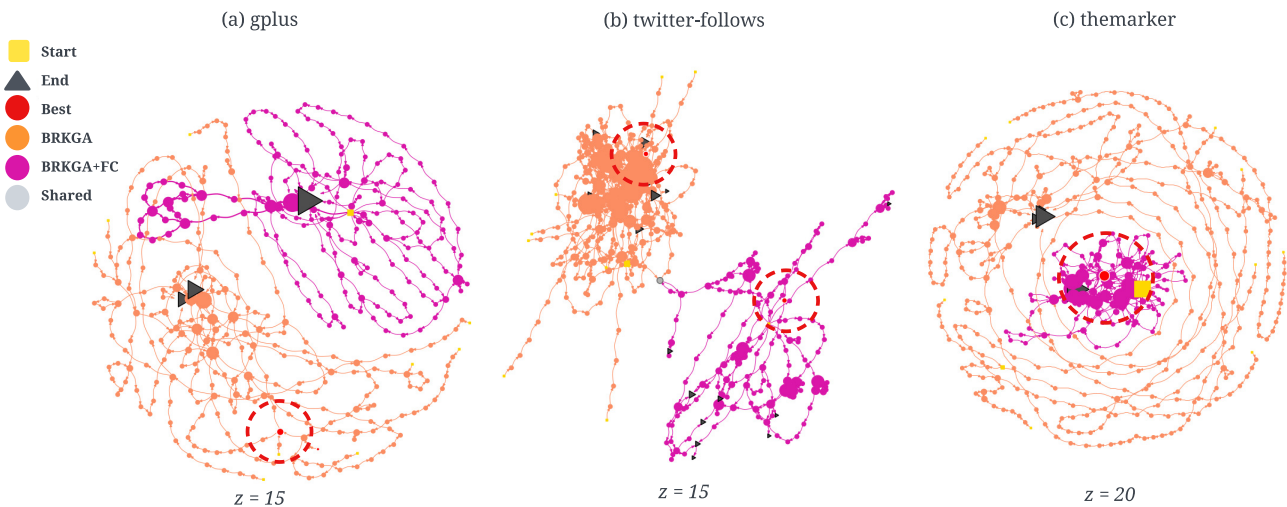 (a) gplus
(b) twitter-follows
(c) themarker
Start
End
Best
BRKGA
BRKGA+FC
Shared
z = 15
z = 15
z = 20